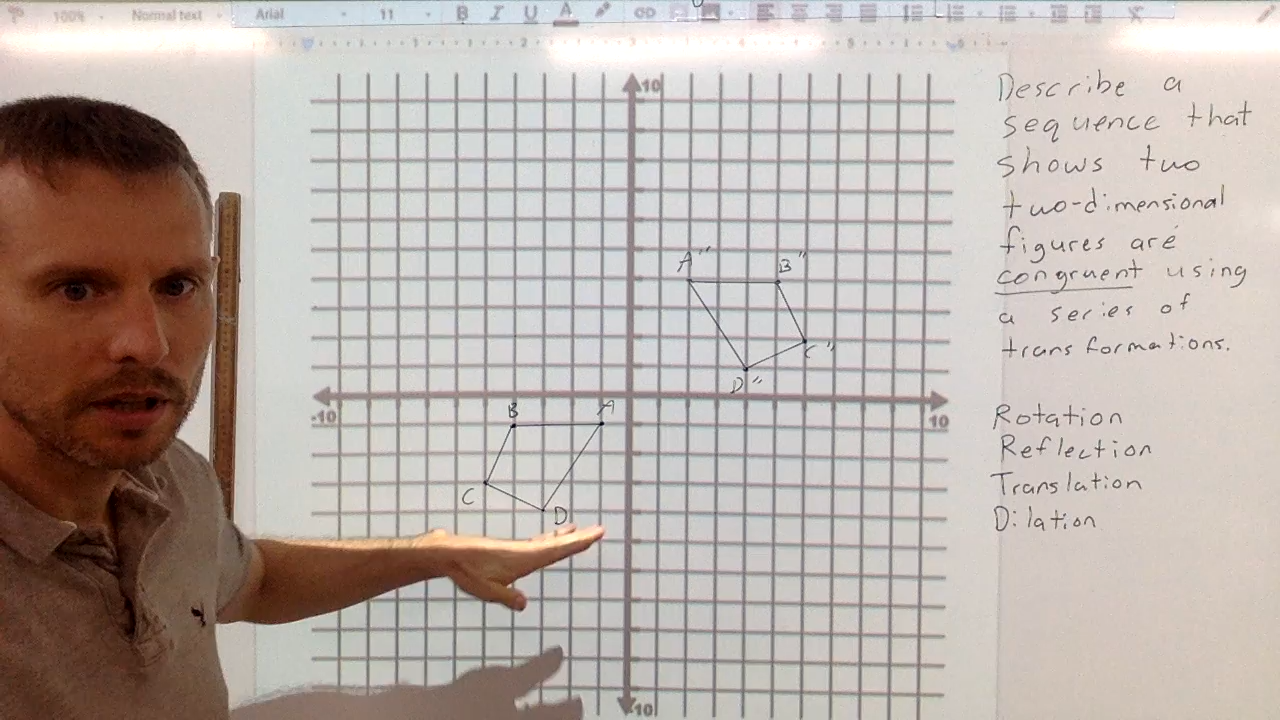 100% Normal text Arial 11 B I U A
10
-10
10
-10
A" B"
C"
D"
B A
C
D
Describe a
sequence that
shows two
two-dimensional
figures are
congruent using
a series of
transformations.
Rotation
Reflection
Translation
Dilation